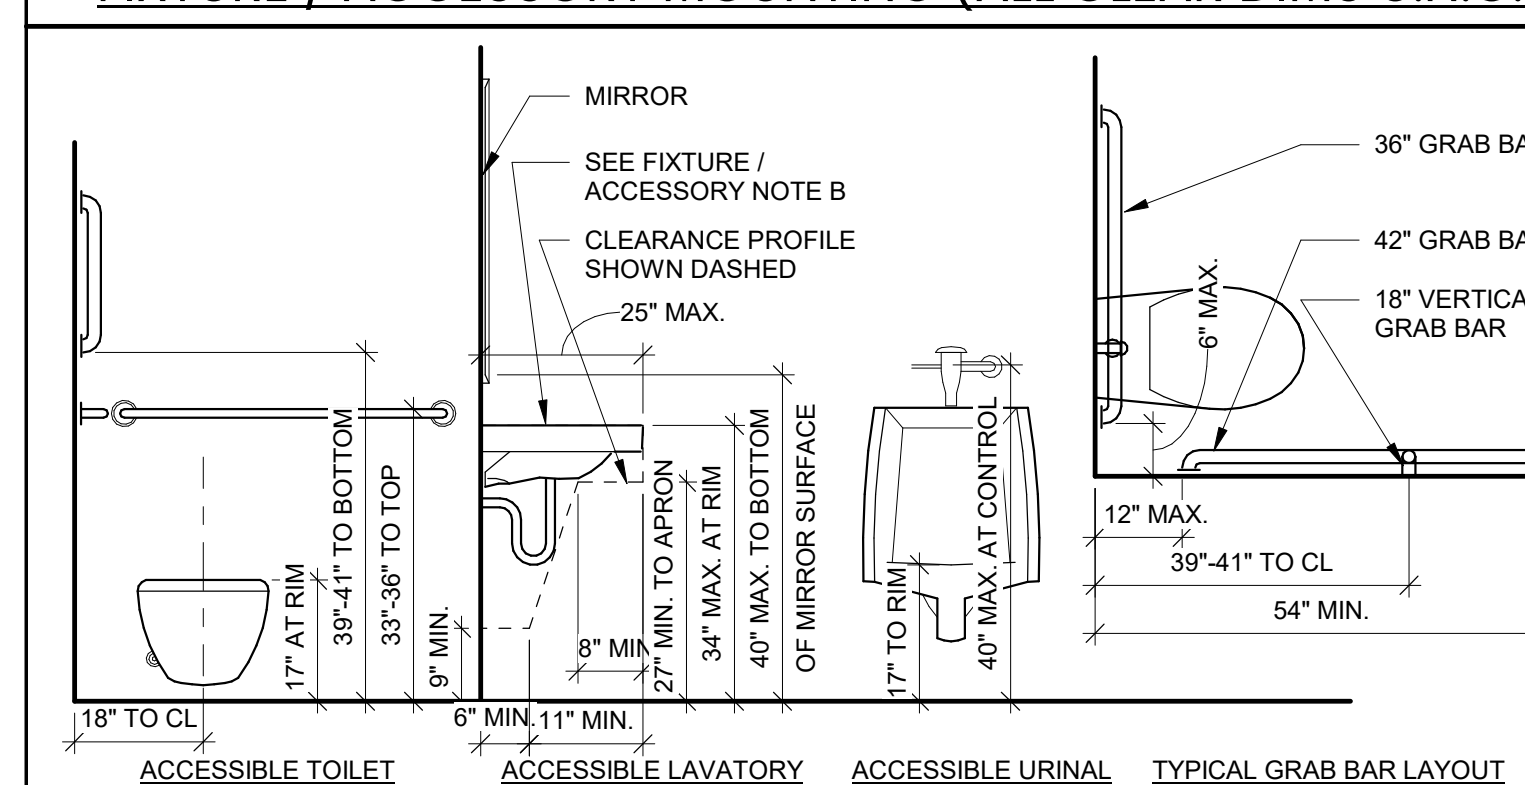 MIRROR
SEE FIXTURE /
ACCESSORY NOTE B
CLEARANCE PROFILE
SHOWN DASHED
25" MAX.
36" GRAB BA
42" GRAB BA
18" VERTICA
GRAB BAR
6" MAX.
12" MAX.
39"-41" TO CL
54" MIN.
17" AT RIM
39"-41" TO BOTTOM
33"-36" TO TOP
9" MIN.
8" MIN
27" MIN. TO APRON
34" MAX. AT RIM
40" MAX. TO BOTTOM
OF MIRROR SURFACE
17" TO RIM
40" MAX. AT CONTROL
18" TO CL
6" MIN.
11" MIN.
ACCESSIBLE TOILET
ACCESSIBLE LAVATORY
ACCESSIBLE URINAL
TYPICAL GRAB BAR LAYOUT